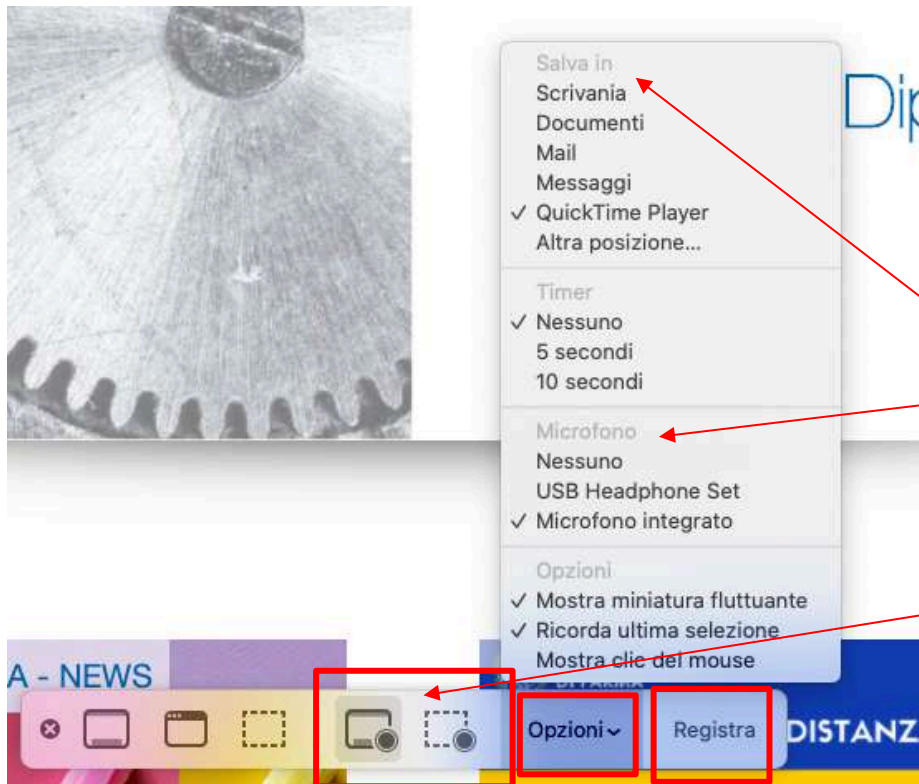 Salva in
Scrivania
Documenti
Mail
Messaggi
✓ QuickTime Player
Altra posizione...
Timer
✓ Nessuno
5 secondi
10 secondi
Microfono
Nessuno
USB Headphone Set
✓ Microfono integrato
Opzioni
✓ Mostra miniatura fluttuante
✓ Ricorda ultima selezione
Mostra clic del mouse
Dip
A - NEWS
Opzioni
Registra
DISTANZ